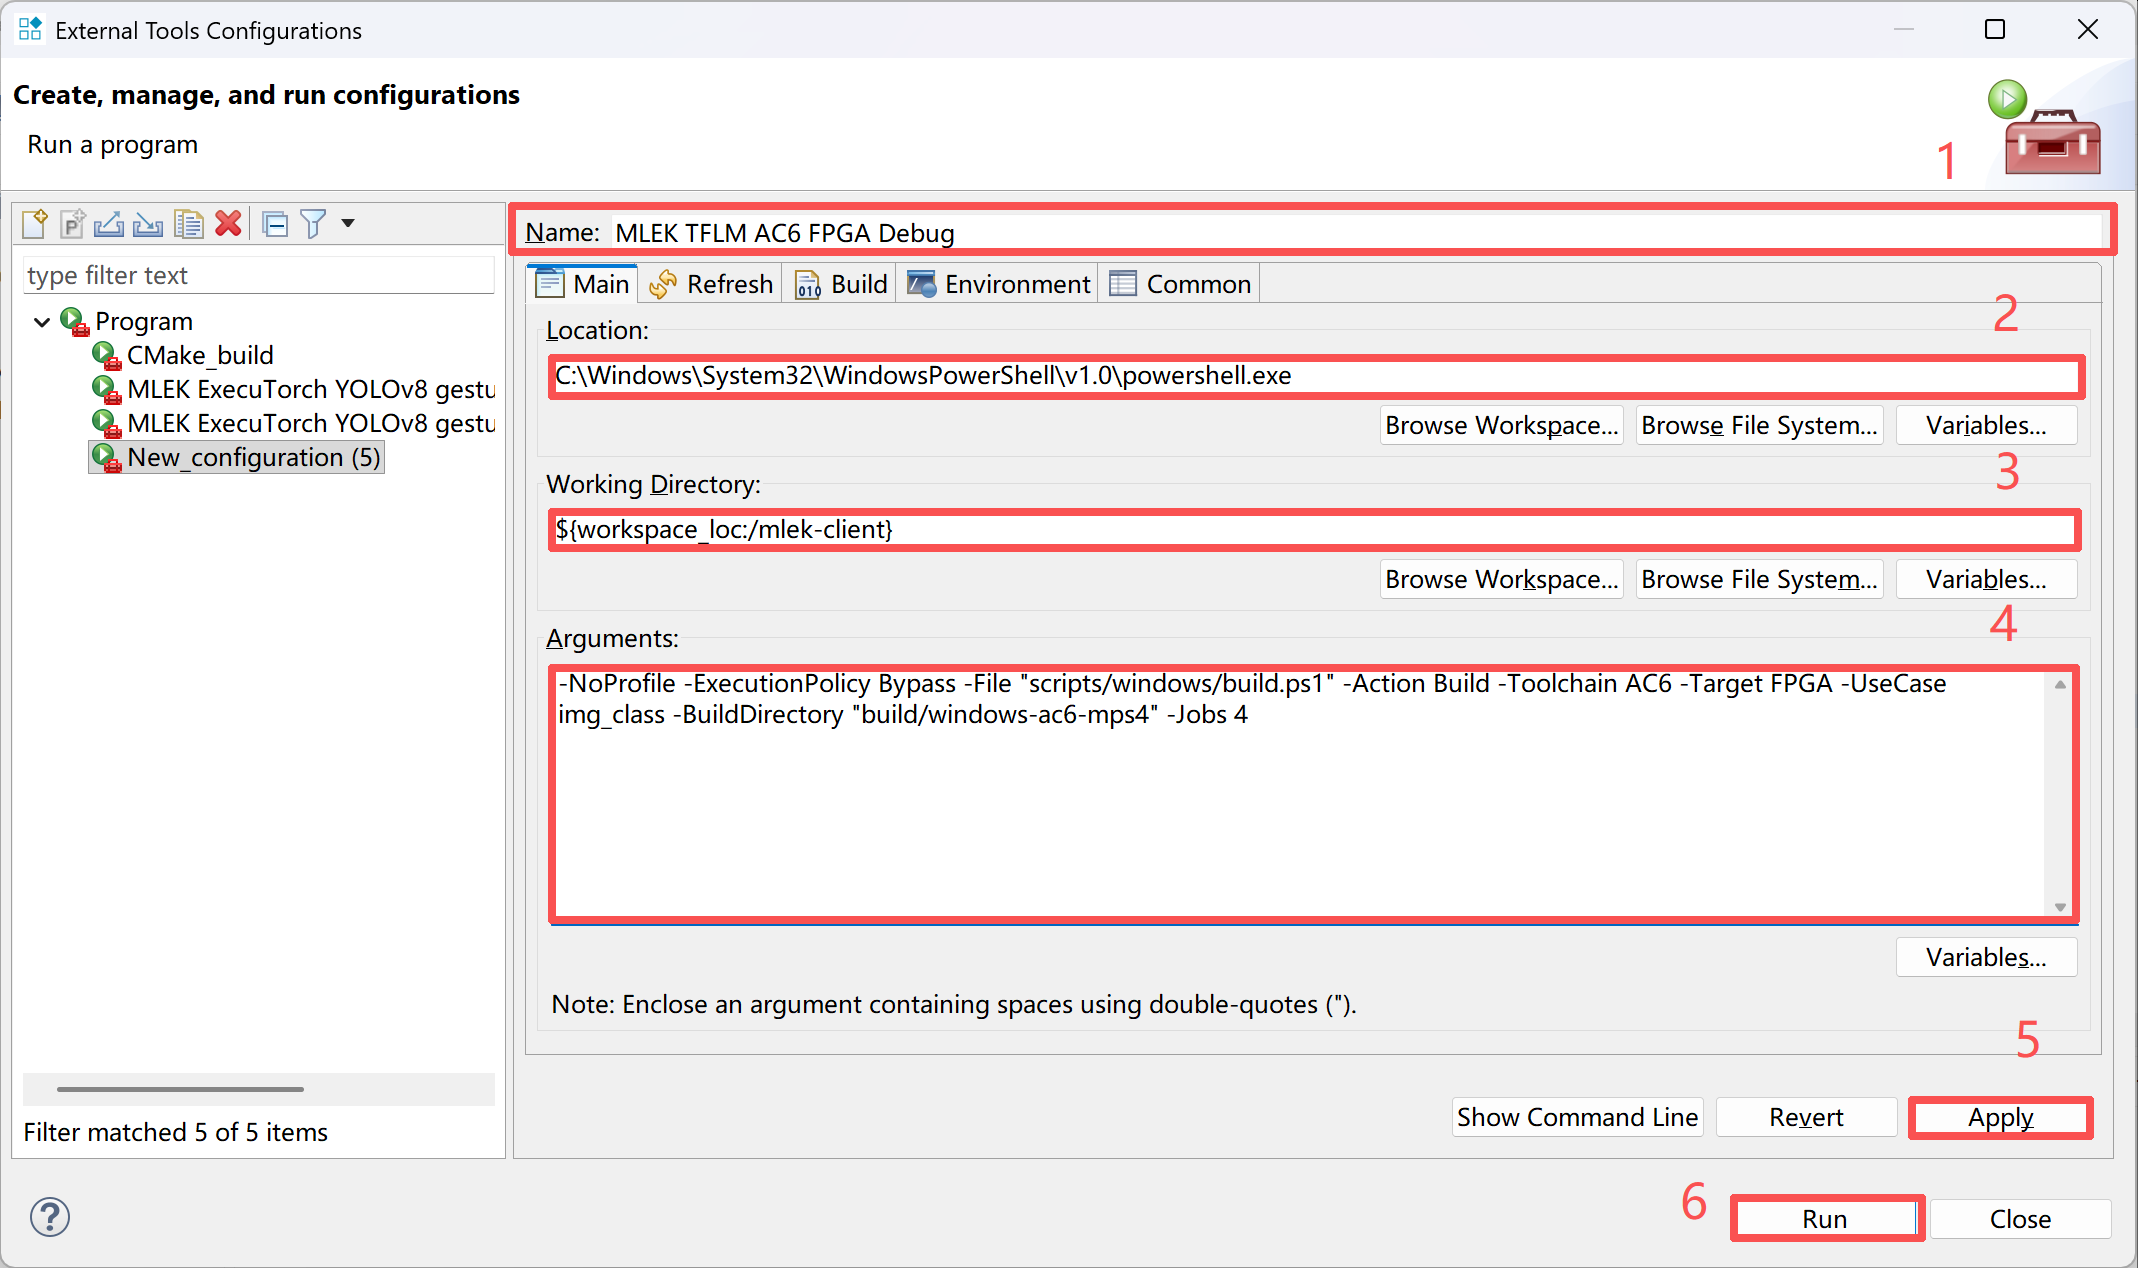 External Tools Configurations
Create, manage, and run configurations
Run a program
1
type filter text
Program
CMake_build
MLEK ExecuTorch YOLOv8 gestu
MLEK ExecuTorch YOLOv8 gestu
New_configuration (5)
Filter matched 5 of 5 items
Name: MLEK TFLM AC6 FPGA Debug
Main Refresh Build Environment Common
2
Location:
C:\Windows\System32\WindowsPowerShell\v1.0\powershell.exe
Browse Workspace... Browse File System... Variables...
3
Working Directory:
${workspace_loc:/mlek-client}
Browse Workspace... Browse File System... Variables...
4
Arguments:
-NoProfile -ExecutionPolicy Bypass -File "scripts/windows/build.ps1" -Action Build -Toolchain AC6 -Target FPGA -UseCase
img_class -BuildDirectory "build/windows-ac6-mps4" -Jobs 4
Variables...
Note: Enclose an argument containing spaces using double-quotes (").
5
Show Command Line Revert Apply
6
Run Close